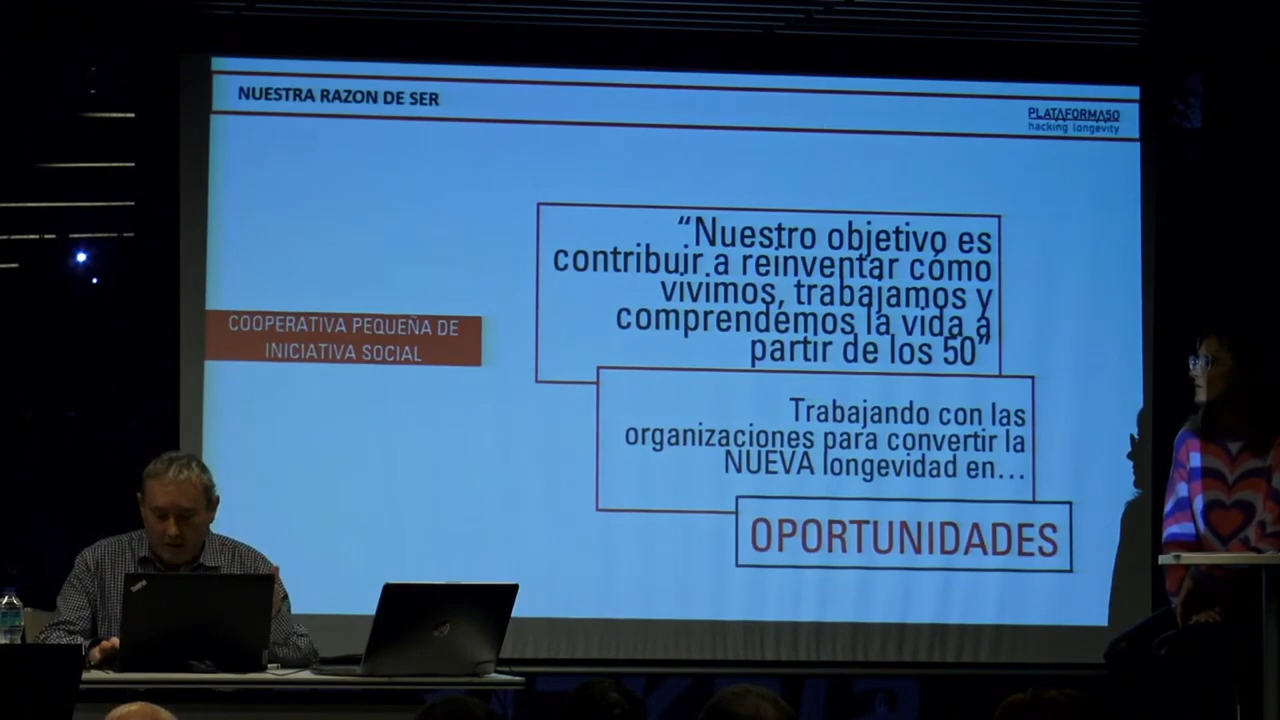 NUESTRA RAZON DE SER
PLATAFORMA50
hacking longevity
“Nuestro objetivo es
contribuir a reinventar cómo
vivimos, trabajamos y
comprendemos la vida a
partir de los 50”
COOPERATIVA PEQUEÑA DE
INICIATIVA SOCIAL
Trabajando con las
organizaciones para convertir la
NUEVA longevidad en...
OPORTUNIDADES
ThinkPad
hp